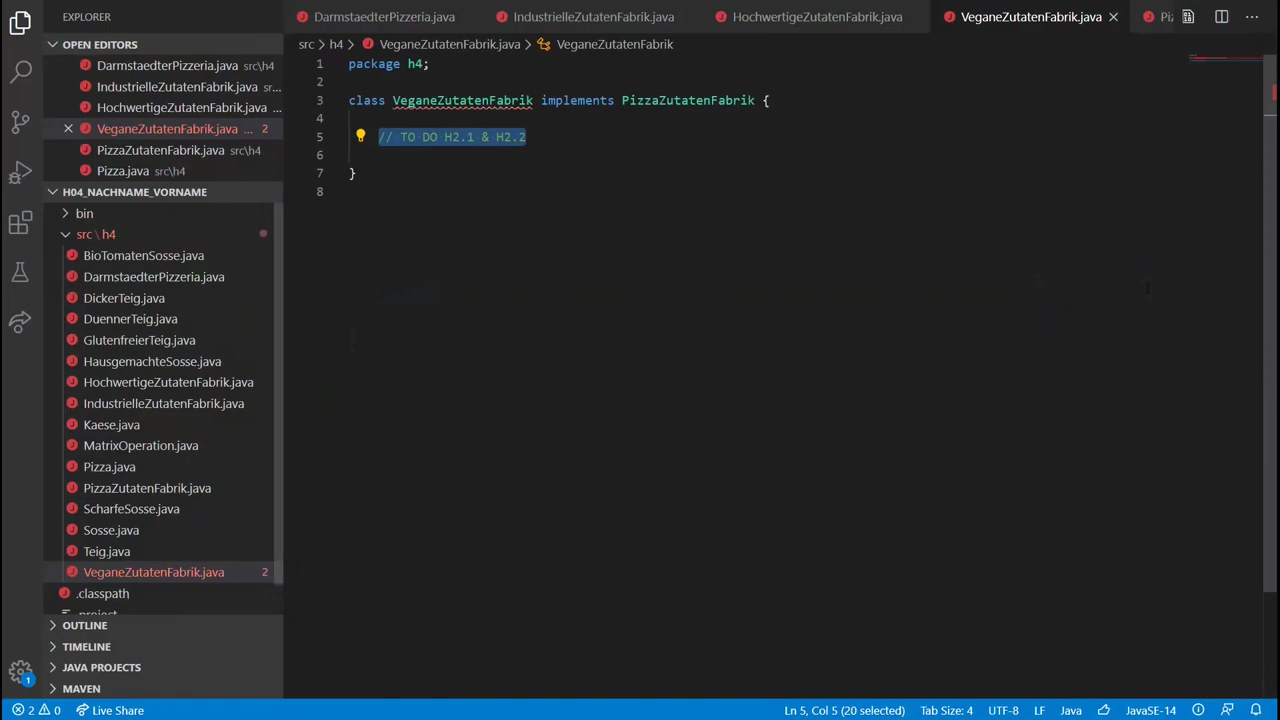 EXPLORER
DarmstaedterPizzeria.java
IndustrielleZutatenFabrik.java
HochwertigeZutatenFabrik.java
VeganeZutatenFabrik.java
OPEN EDITORS
DarmstaedterPizzeria.java src\h4
IndustrielleZutatenFabrik.java sr...
HochwertigeZutatenFabrik.java ...
VeganeZutatenFabrik.java ... 2
PizzaZutatenFabrik.java src\h4
Pizza.java src\h4
H04_NACHNAME_VORNAME
bin
src \ h4
BioTomatenSosse.java
DarmstaedterPizzeria.java
DickerTeig.java
DuennerTeig.java
GlutenfreierTeig.java
HausgemachteSosse.java
HochwertigeZutatenFabrik.java
IndustrielleZutatenFabrik.java
Kaese.java
MatrixOperation.java
Pizza.java
PizzaZutatenFabrik.java
ScharfeSosse.java
Sosse.java
Teig.java
VeganeZutatenFabrik.java 2
.classpath
.project
OUTLINE
TIMELINE
JAVA PROJECTS
MAVEN
src > h4 > VeganeZutatenFabrik.java > VeganeZutatenFabrik
1 package h4;
2
3 class VeganeZutatenFabrik implements PizzaZutatenFabrik {
4
5 // TO DO H2.1 & H2.2
6
7 }
8
1
2 0 Live Share
Ln 5, Col 5 (20 selected) Tab Size: 4 UTF-8 LF Java JavaSE-14